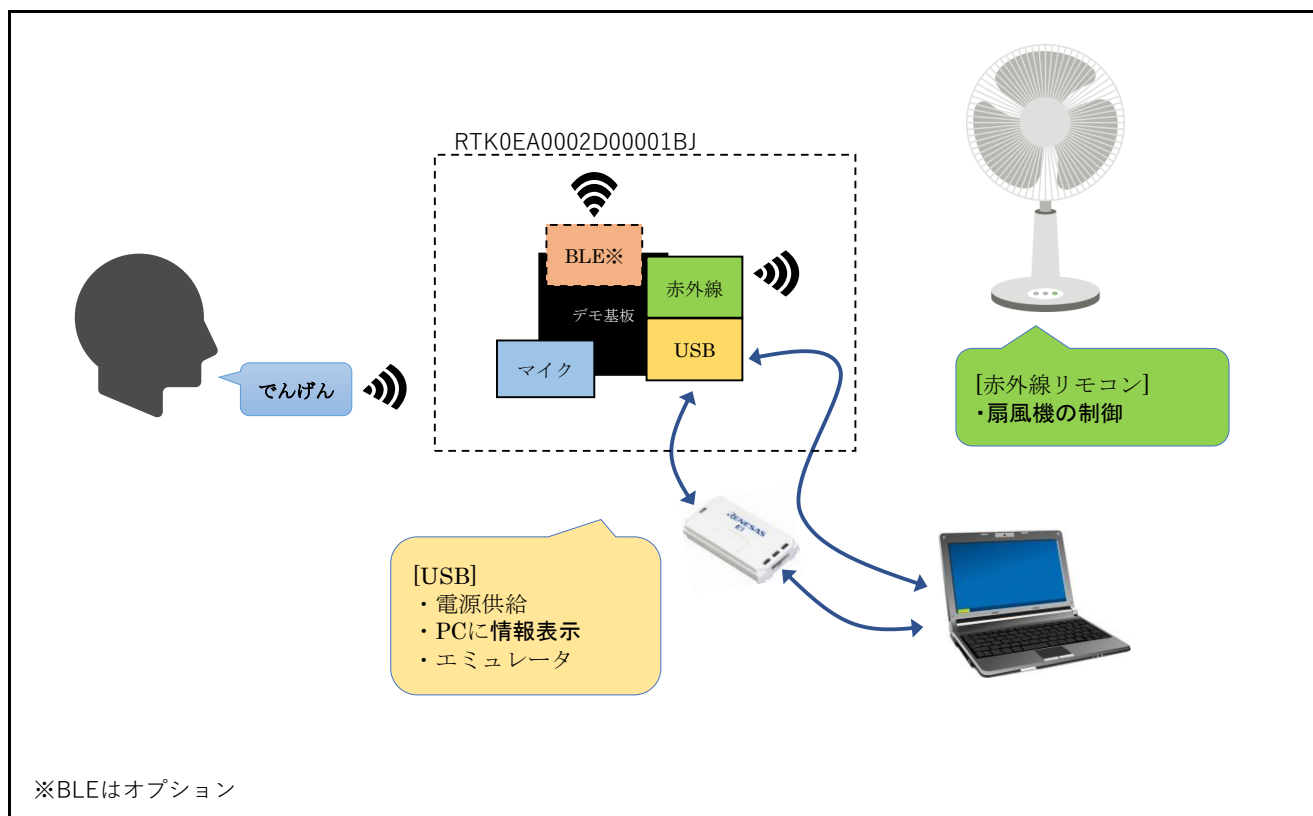 RTK0EA0002D00001BJ
BLE※
赤外線
デモ基板
USB
マイク
でんげん
[赤外線リモコン]
・扇風機の制御
RENESAS
E1
[USB]
・電源供給
・PCに情報表示
・エミュレータ
※BLEはオプション